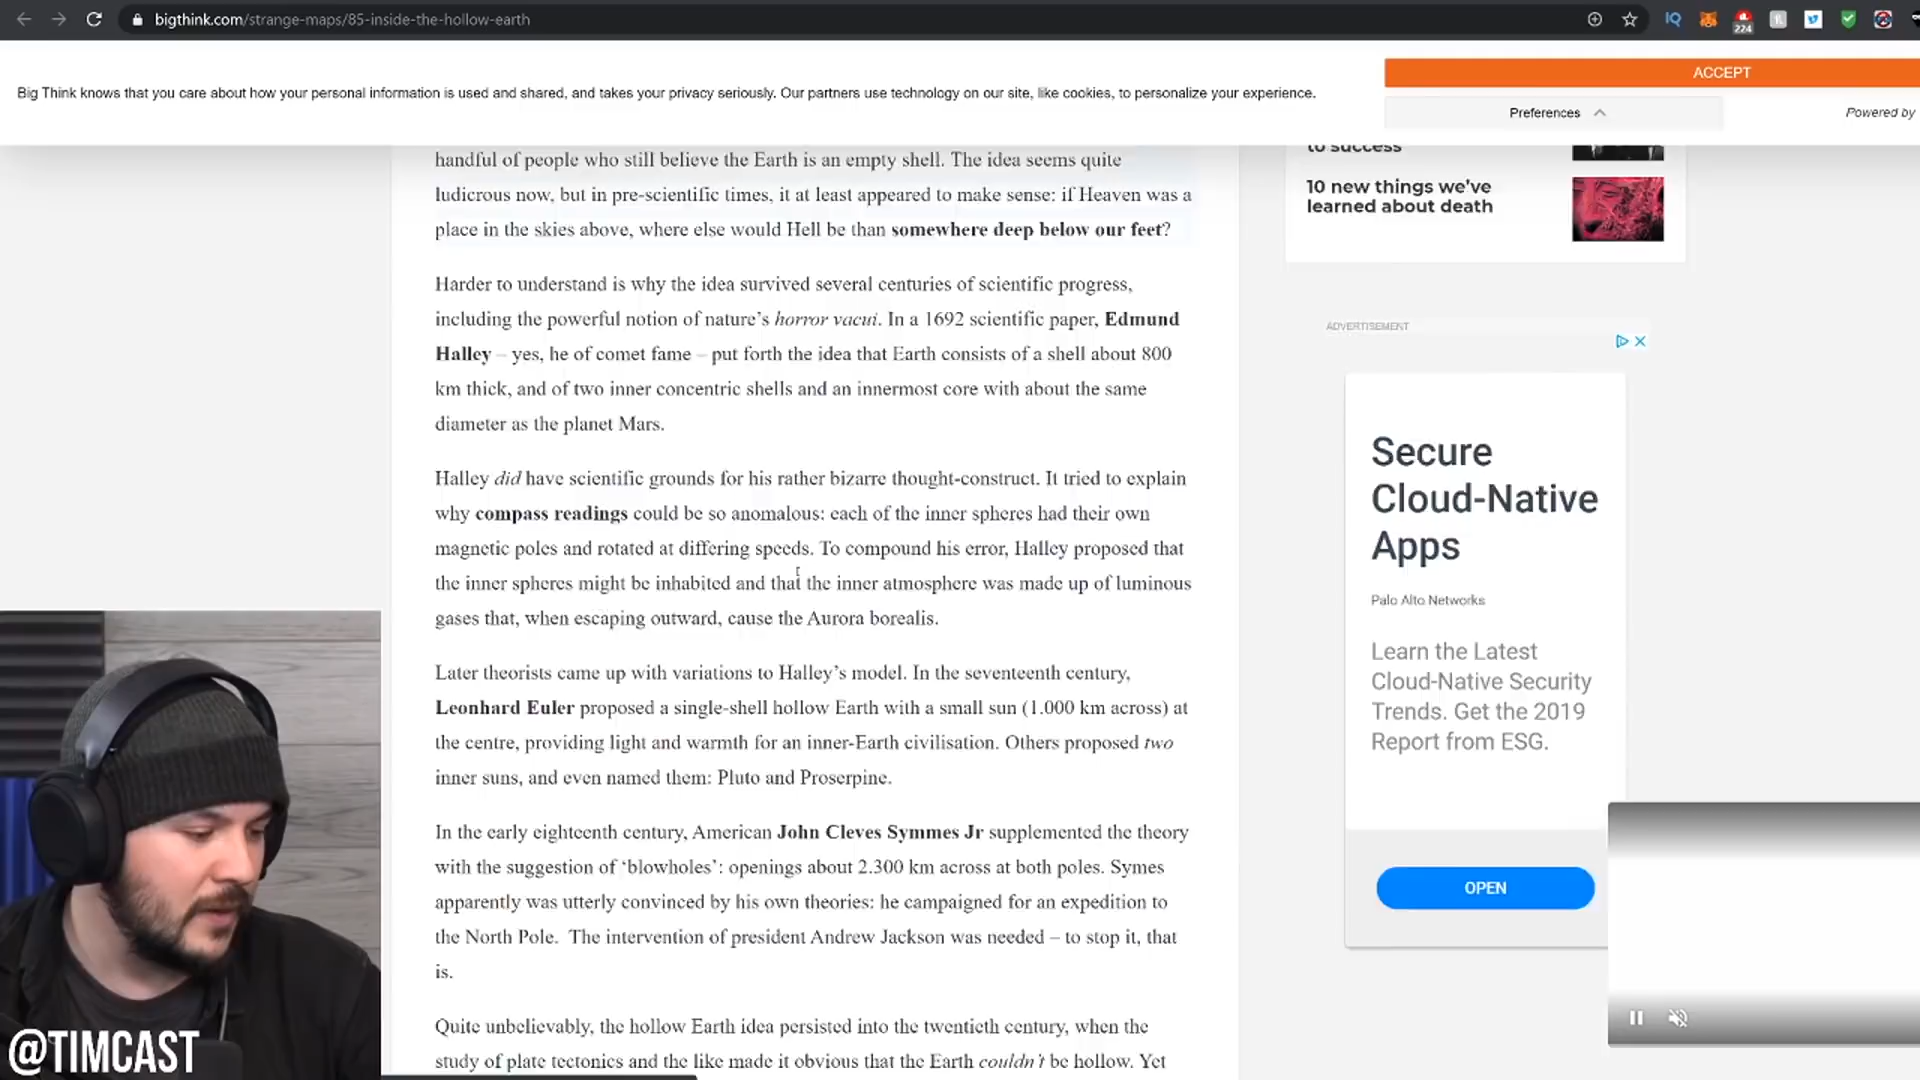 bigthink.com/strange-maps/85-inside-the-hollow-earth
IQ
224
Big Think knows that you care about how your personal information is used and shared, and takes your privacy seriously. Our partners use technology on our site, like cookies, to personalize your experience.
ACCEPT
Preferences
Powered by
handful of people who still believe the Earth is an empty shell. The idea seems quite
ludicrous now, but in pre-scientific times, it at least appeared to make sense: if Heaven was a
place in the skies above, where else would Hell be than somewhere deep below our feet?
Harder to understand is why the idea survived several centuries of scientific progress,
including the powerful notion of nature's horror vacui. In a 1692 scientific paper, Edmund
Halley – yes, he of comet fame – put forth the idea that Earth consists of a shell about 800
km thick, and of two inner concentric shells and an innermost core with about the same
diameter as the planet Mars.
Halley did have scientific grounds for his rather bizarre thought-construct. It tried to explain
why compass readings could be so anomalous: each of the inner spheres had their own
magnetic poles and rotated at differing speeds. To compound his error, Halley proposed that
the inner spheres might be inhabited and that the inner atmosphere was made up of luminous
gases that, when escaping outward, cause the Aurora borealis.
Later theorists came up with variations to Halley's model. In the seventeenth century,
Leonhard Euler proposed a single-shell hollow Earth with a small sun (1.000 km across) at
the centre, providing light and warmth for an inner-Earth civilisation. Others proposed two
inner suns, and even named them: Pluto and Proserpine.
In the early eighteenth century, American John Cleves Symmes Jr supplemented the theory
with the suggestion of 'blowholes': openings about 2.300 km across at both poles. Symes
apparently was utterly convinced by his own theories: he campaigned for an expedition to
the North Pole.  The intervention of president Andrew Jackson was needed – to stop it, that
is.
Quite unbelievably, the hollow Earth idea persisted into the twentieth century, when the
study of plate tectonics and the like made it obvious that the Earth couldn't be hollow. Yet
to success
10 new things we've
learned about death
ADVERTISEMENT
Secure
Cloud-Native
Apps
Palo Alto Networks
Learn the Latest
Cloud-Native Security
Trends. Get the 2019
Report from ESG.
OPEN
@TIMCAST